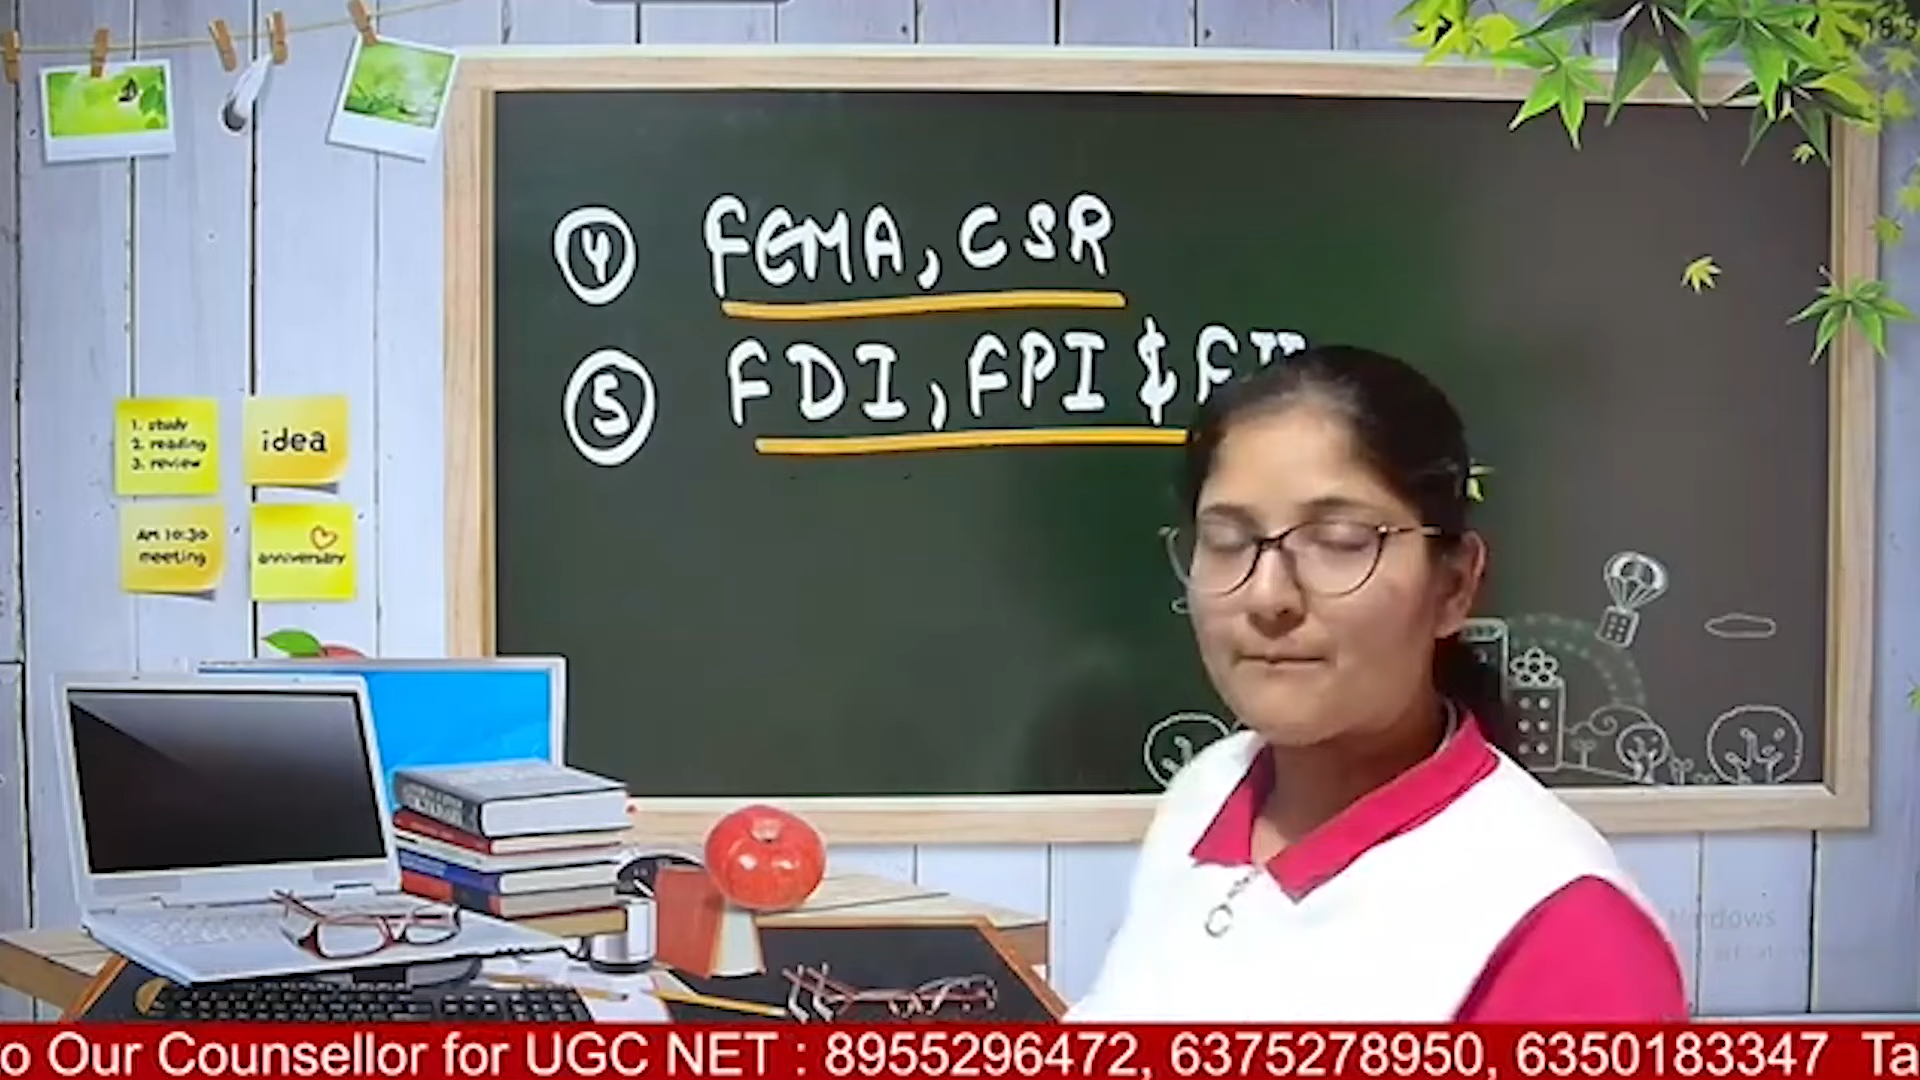 ④ FEMA, CSR
⑤ FDI, FPI &
1. study
2. reading
3. review
idea
AM 10:30
meeting
anniversary
o Our Counsellor for UGC NET : 8955296472, 6375278950, 6350183347 Ta